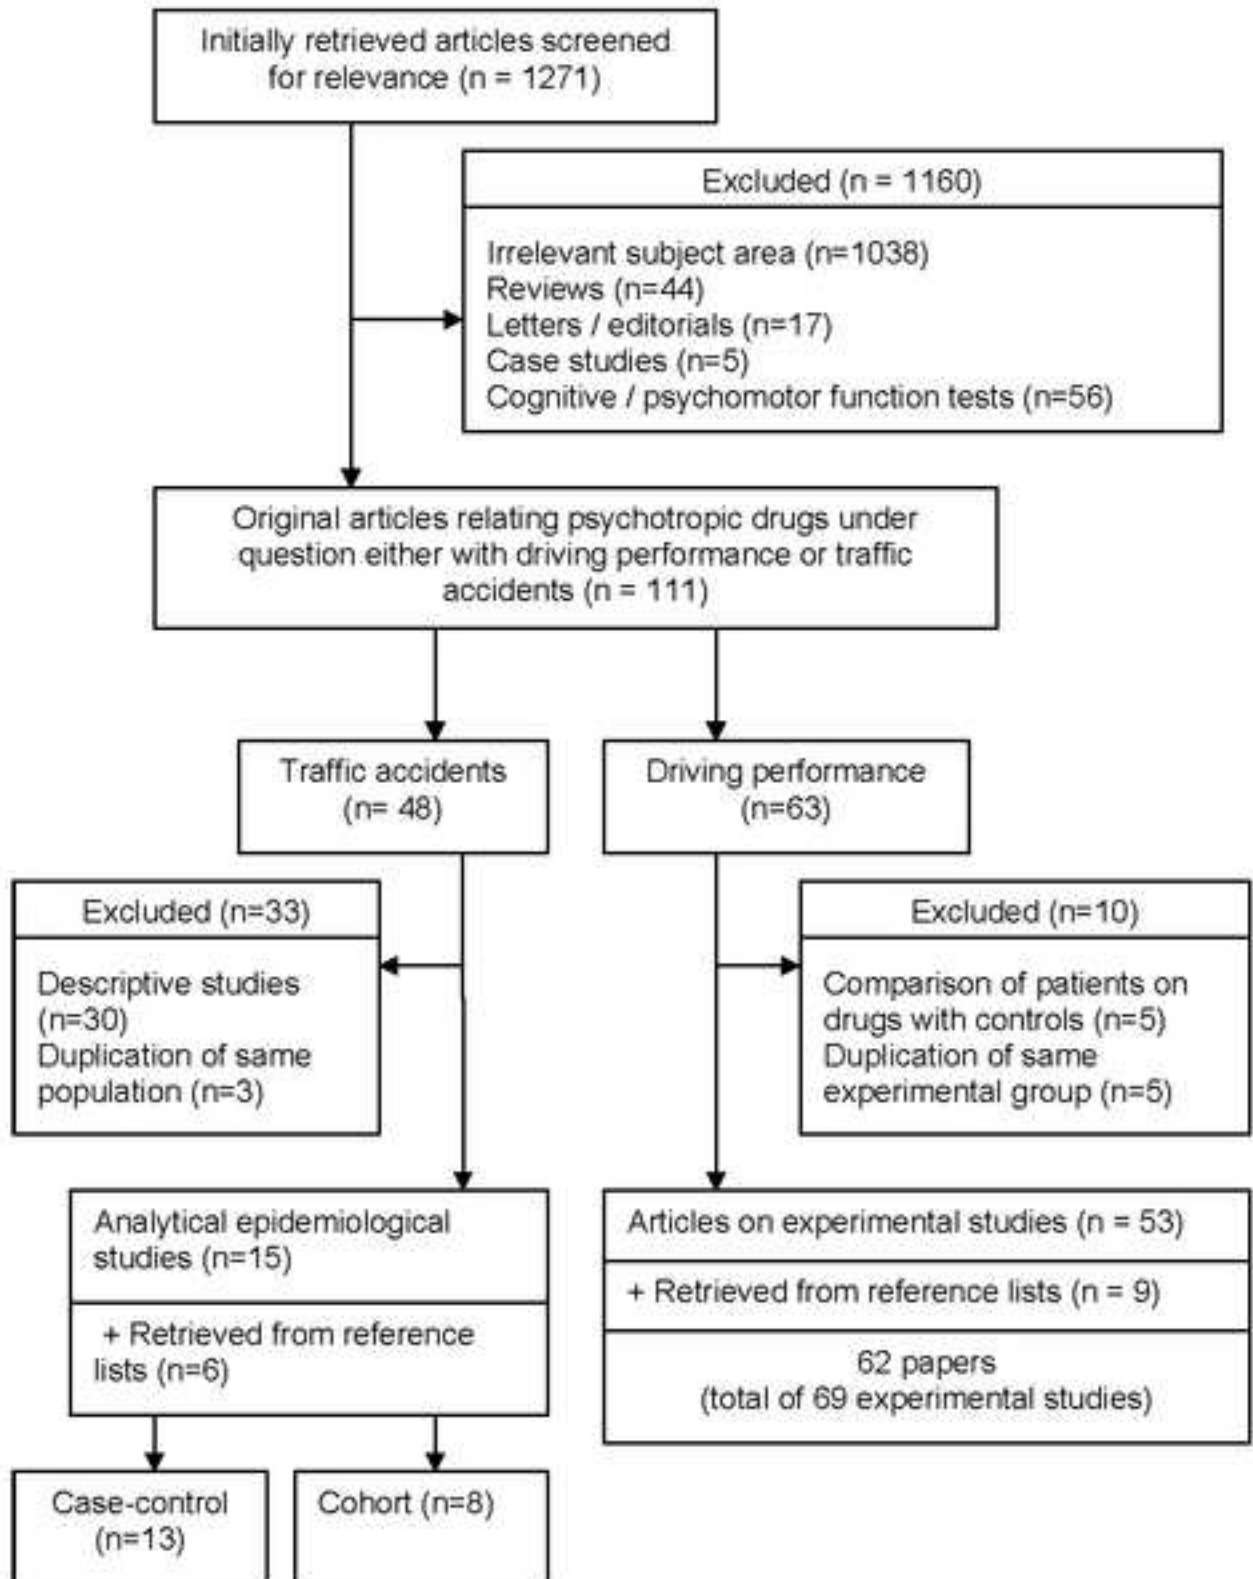 Initially retrieved articles screened
for relevance (n = 1271)
Excluded (n = 1160)
Irrelevant subject area (n=1038)
Reviews (n=44)
Letters / editorials (n=17)
Case studies (n=5)
Cognitive / psychomotor function tests (n=56)
Original articles relating psychotropic drugs under
question either with driving performance or traffic
accidents (n = 111)
Traffic accidents
(n= 48)
Driving performance
(n=63)
Excluded (n=33)
Descriptive studies
(n=30)
Duplication of same
population (n=3)
Excluded (n=10)
Comparison of patients on
drugs with controls (n=5)
Duplication of same
experimental group (n=5)
Analytical epidemiological
studies (n=15)
+ Retrieved from reference
lists (n=6)
Articles on experimental studies (n = 53)
+ Retrieved from reference lists (n = 9)
62 papers
(total of 69 experimental studies)
Case-control
(n=13)
Cohort (n=8)